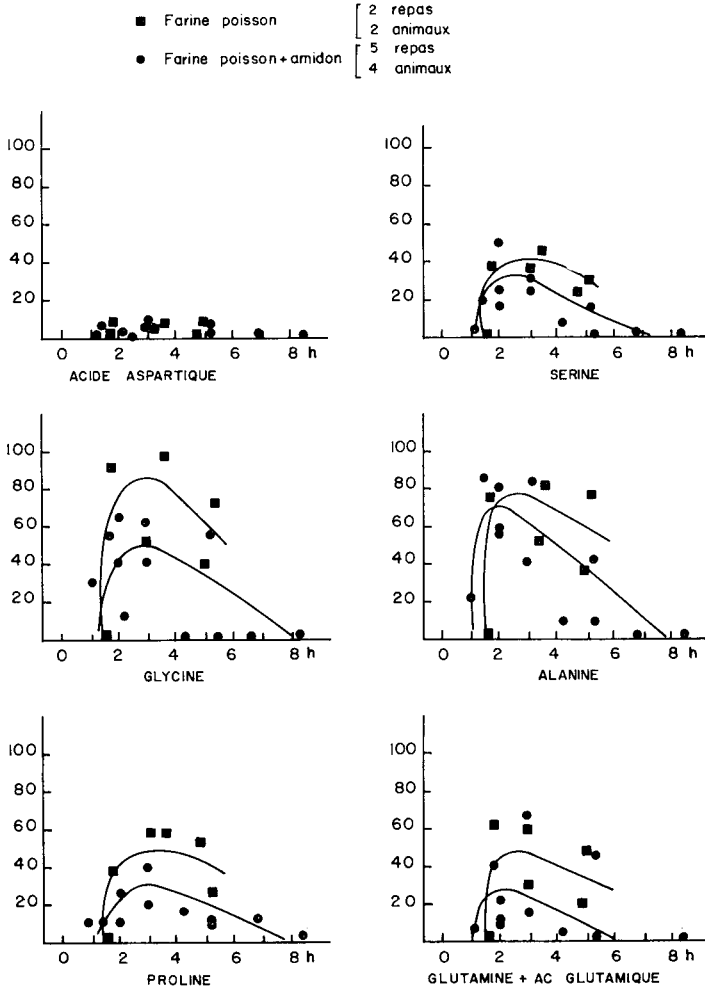 ■ Farine poisson [ 2 repas
2 animaux
● Farine poisson + amidon [ 5 repas
4 animaux
100
80
60
40
20
0 2 4 6 8 h
ACIDE ASPARTIQUE
100
80
60
40
20
0 2 4 6 8 h
SERINE
100
80
60
40
20
0 2 4 6 8 h
GLYCINE
100
80
60
40
20
0 2 4 6 8 h
ALANINE
100
80
60
40
20
0 2 4 6 8 h
PROLINE
100
80
60
40
20
0 2 4 6 8 h
GLUTAMINE + AC GLUTAMIQUE